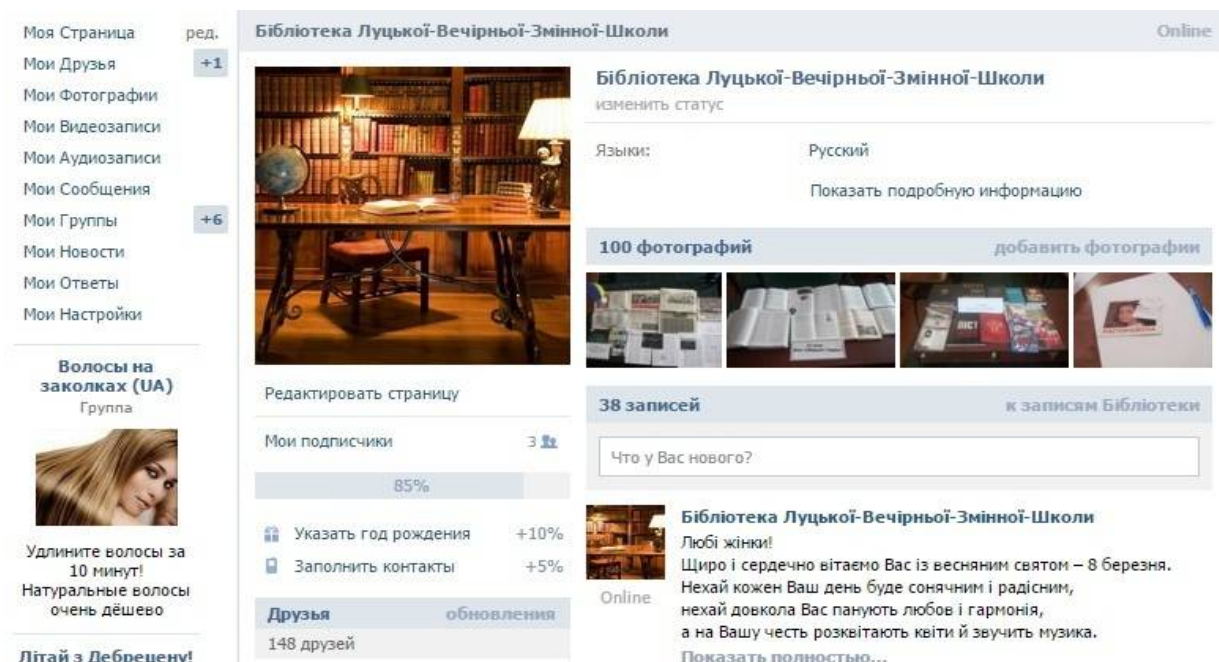 Моя Страница ред.
Мои Друзья +1
Мои Фотографии
Мои Видеозаписи
Мои Аудиозаписи
Мои Сообщения
Мои Группы +6
Мои Новости
Мои Ответы
Мои Настройки
Волосы на
заколках (UA)
Группа
Удлините волосы за
10 минут!
Натуральные волосы
очень дёшево
Літай з Дебрецену!
Бібліотека Луцької-Вечірньої-Змінної-Школи Online
Редактировать страницу
Мои подписчики 3
85%
Указать год рождения +10%
Заполнить контакты +5%
Друзья обновления
148 друзей
Бібліотека Луцької-Вечірньої-Змінної-Школи
изменить статус
Языки: Русский
Показать подробную информацию
100 фотографий добавить фотографии
38 записей к записям Бібліотеки
Что у Вас нового?
Бібліотека Луцької-Вечірньої-Змінної-Школи
Любі жінки!
Щиро і сердечно вітаємо Вас із весняним святом – 8 березня.
Нехай кожен Ваш день буде сонячним і радісним,
нехай довкола Вас панують любов і гармонія,
а на Вашу честь розквітають квіти й звучить музика.
Показать полностью...
Online